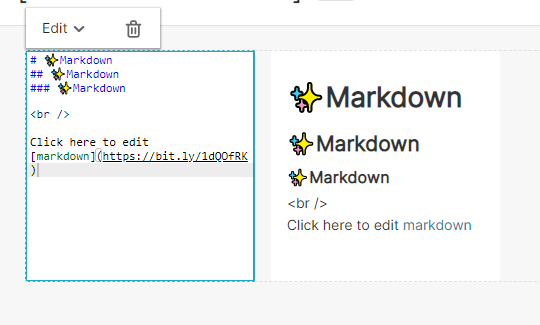 Edit
# ✨Markdown
## ✨Markdown
### ✨Markdown
<br />
Click here to edit
[markdown](https://bit.ly/1dQOfRK
)
✨Markdown
✨Markdown
✨Markdown
<br />
Click here to edit markdown